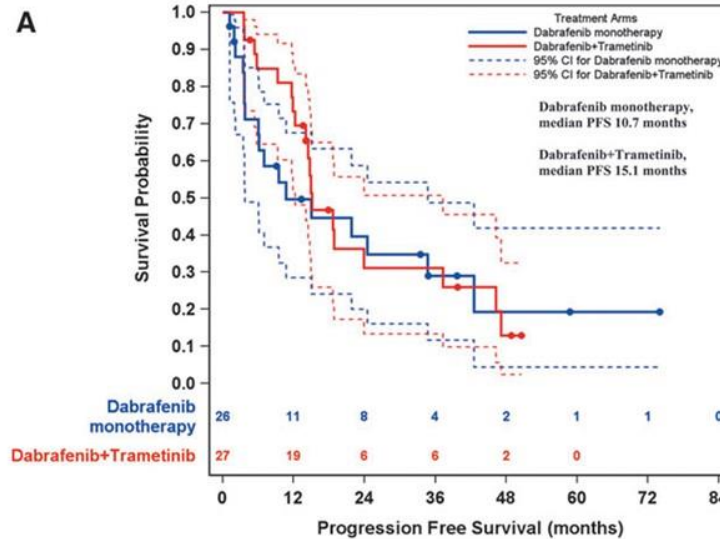 A
Treatment Arms
Dabrafenib monotherapy
Dabrafenib+Trametinib
95% CI for Dabrafenib monotherapy
95% CI for Dabrafenib+Trametinib
Dabrafenib monotherapy,
median PFS 10.7 months
Dabrafenib+Trametinib,
median PFS 15.1 months
Survival Probability
1.0
0.9
0.8
0.7
0.6
0.5
0.4
0.3
0.2
0.1
0.0
Dabrafenib
monotherapy
26 11 8 4 2 1 1 0
Dabrafenib+Trametinib 27 19 6 6 2 0
0 12 24 36 48 60 72 84
Progression Free Survival (months)